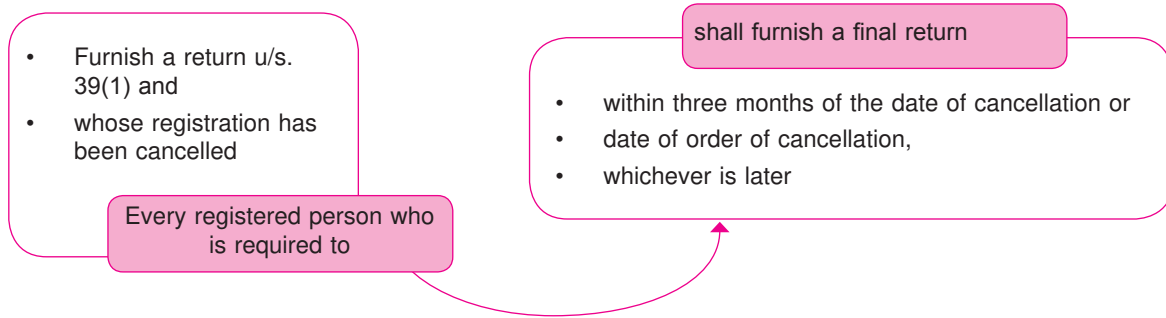 Every registered person who
is required to
• Furnish a return u/s.
39(1) and
• whose registration has
been cancelled
shall furnish a final return
• within three months of the date of cancellation or
• date of order of cancellation,
• whichever is later